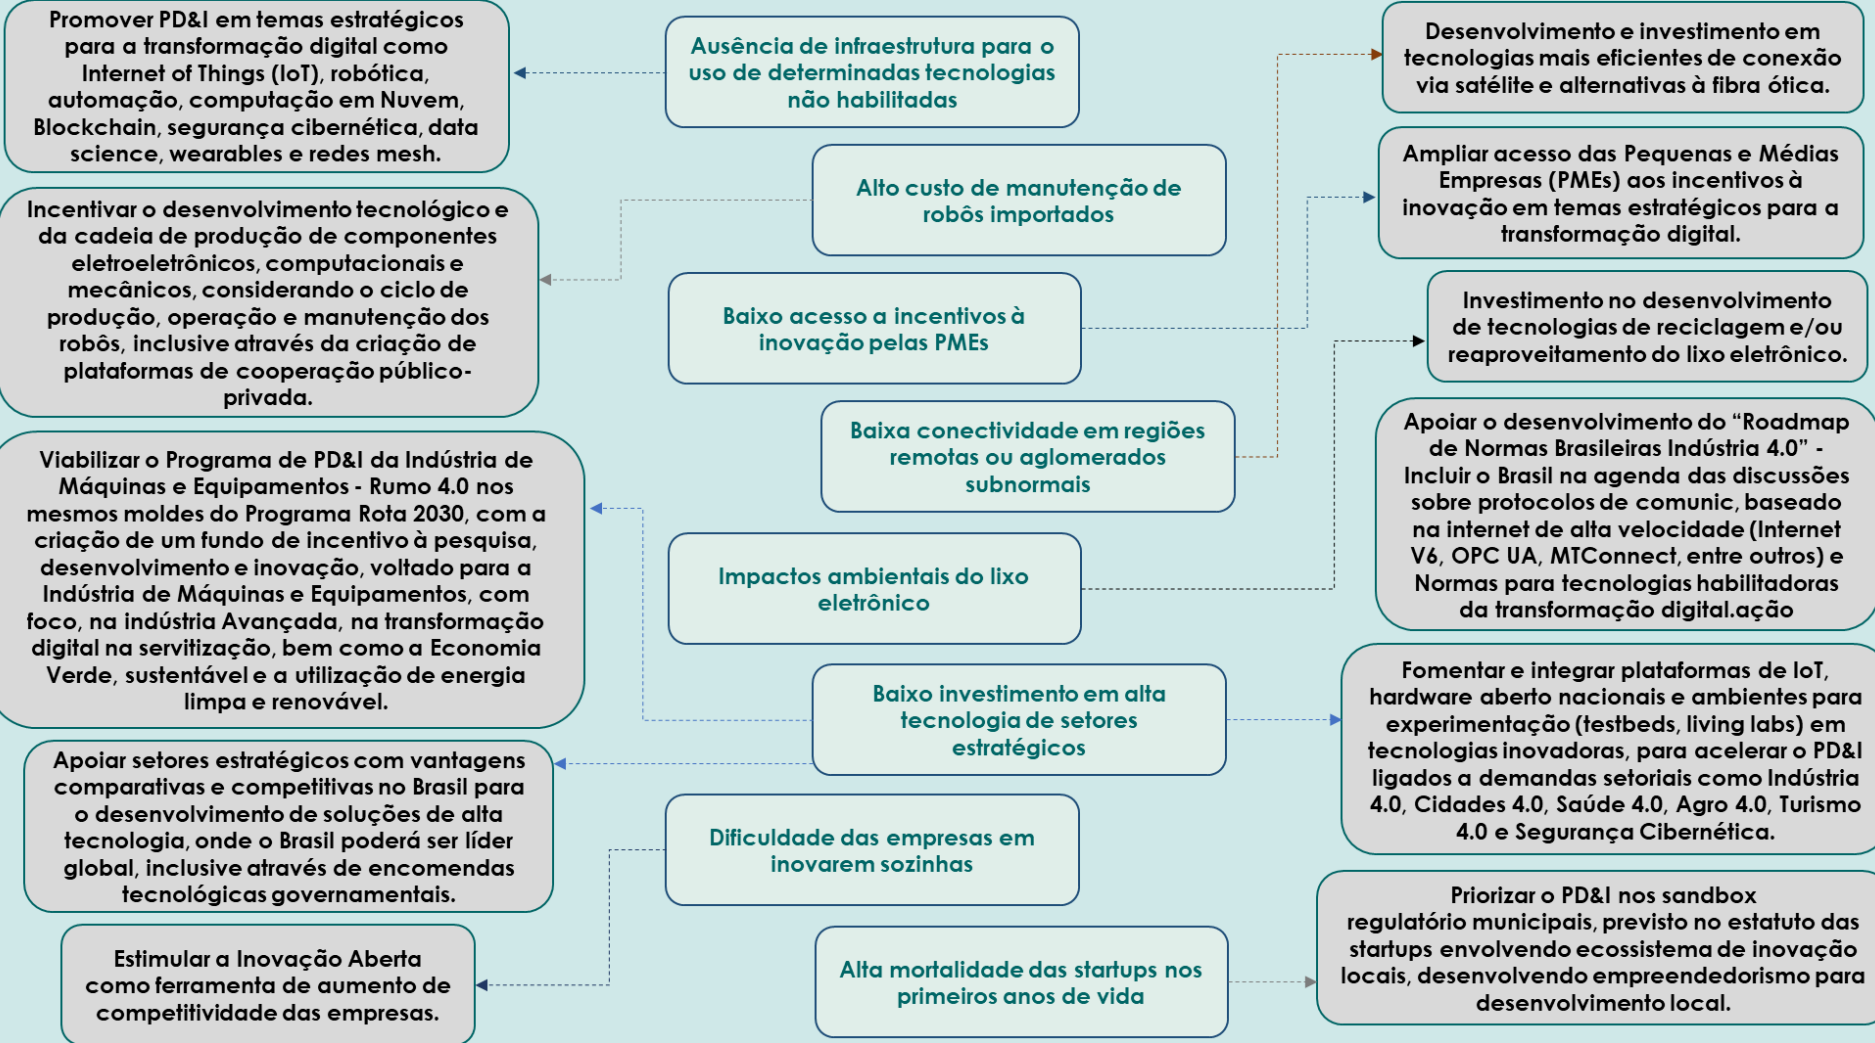 Promover PD&I em temas estratégicos
para a transformação digital como
Internet of Things (IoT), robótica,
automação, computação em Nuvem,
Blockchain, segurança cibernética, data
science, wearables e redes mesh.
Incentivar o desenvolvimento tecnológico e
da cadeia de produção de componentes
eletroeletrônicos, computacionais e
mecânicos, considerando o ciclo de
produção, operação e manutenção dos
robôs, inclusive através da criação de
plataformas de cooperação público-
privada.
Viabilizar o Programa de PD&I da Indústria de
Máquinas e Equipamentos - Rumo 4.0 nos
mesmos moldes do Programa Rota 2030, com a
criação de um fundo de incentivo à pesquisa,
desenvolvimento e inovação, voltado para a
Indústria de Máquinas e Equipamentos, com
foco, na indústria Avançada, na transformação
digital na servitização, bem como a Economia
Verde, sustentável e a utilização de energia
limpa e renovável.
Apoiar setores estratégicos com vantagens
comparativas e competitivas no Brasil para
o desenvolvimento de soluções de alta
tecnologia, onde o Brasil poderá ser líder
global, inclusive através de encomendas
tecnológicas governamentais.
Estimular a Inovação Aberta
como ferramenta de aumento de
competitividade das empresas.
Ausência de infraestrutura para o
uso de determinadas tecnologias
não habilitadas
Alto custo de manutenção de
robôs importados
Baixo acesso a incentivos à
inovação pelas PMEs
Baixa conectividade em regiões
remotas ou aglomerados
subnormais
Impactos ambientais do lixo
eletrônico
Baixo investimento em alta
tecnologia de setores
estratégicos
Dificuldade das empresas em
inovarem sozinhas
Alta mortalidade das startups nos
primeiros anos de vida
Desenvolvimento e investimento em
tecnologias mais eficientes de conexão
via satélite e alternativas à fibra ótica.
Ampliar acesso das Pequenas e Médias
Empresas (PMEs) aos incentivos à
inovação em temas estratégicos para a
transformação digital.
Investimento no desenvolvimento
de tecnologias de reciclagem e/ou
reaproveitamento do lixo eletrônico.
Apoiar o desenvolvimento do “Roadmap
de Normas Brasileiras Indústria 4.0” -
Incluir o Brasil na agenda das discussões
sobre protocolos de comunic, baseado
na internet de alta velocidade (Internet
V6, OPC UA, MTConnect, entre outros) e
Normas para tecnologias habilitadoras
da transformação digital.ação
Fomentar e integrar plataformas de IoT,
hardware aberto nacionais e ambientes para
experimentação (testbeds, living labs) em
tecnologias inovadoras, para acelerar o PD&I
ligados a demandas setoriais como Indústria
4.0, Cidades 4.0, Saúde 4.0, Agro 4.0, Turismo
4.0 e Segurança Cibernética.
Priorizar o PD&I nos sandbox
regulatório municipais, previsto no estatuto das
startups envolvendo ecossistema de inovação
locais, desenvolvendo empreendedorismo para
desenvolvimento local.